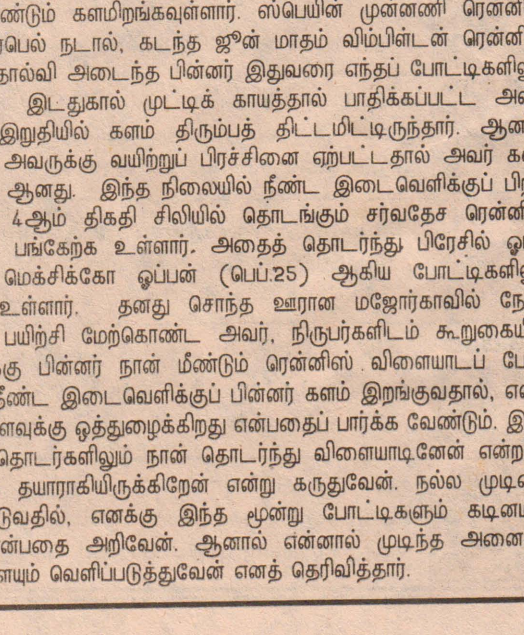 ண்டும் களமிறங்கவுள்ளார். ஸ்பெயின் முன்னணி ரென்னி
பெல் நடால், கடந்த ஜூன் மாதம் விம்பிள்டன் ரென்னி
தால்வி அடைந்த பின்னர் இதுவரை எந்தப் போட்டிகளிலு
இடதுகால் முட்டிக் காயத்தால் பாதிக்கப்பட்ட அவ
இறுதியில் களம் திரும்பத் திட்டமிட்டிருந்தார். ஆனா
அவருக்கு வயிற்றுப் பிரச்சினை ஏற்பட்டதால் அவர் க
ஆனது. இந்த நிலையில் நீண்ட இடைவெளிக்குப் பி
4ஆம் திகதி சிலியில் தொடங்கும் சர்வதேச ரென்னி
பங்கேற்க உள்ளார். அதைத் தொடர்ந்து பிரேசில் ஓ
மெக்சிக்கோ ஓப்பன் (பெப்.25) ஆகிய போட்டிகளிலு
உள்ளார். தனது சொந்த ஊரான மஜோர்காவில் நே
பயிற்சி மேற்கொண்ட அவர், நிருபர்களிடம் கூறுகையி
கு பின்னர் நான் மீண்டும் ரென்னிஸ் விளையாடப் போ
நீண்ட இடைவெளிக்குப் பின்னர் களம் இறங்குவதால், எ
ளவுக்கு ஒத்துழைக்கிறது என்பதைப் பார்க்க வேண்டும். இ
தொடர்களிலும் நான் தொடர்ந்து விளையாடினேன் என்றா
தயாராகியிருக்கிறேன் என்று கருதுவேன். நல்ல முடி
டுவதில், எனக்கு இந்த மூன்று போட்டிகளும் கடின
என்பதை அறிவேன். ஆனால் என்னால் முடிந்த அனை
யும் வெளிப்படுத்துவேன் எனத் தெரிவித்தார்.